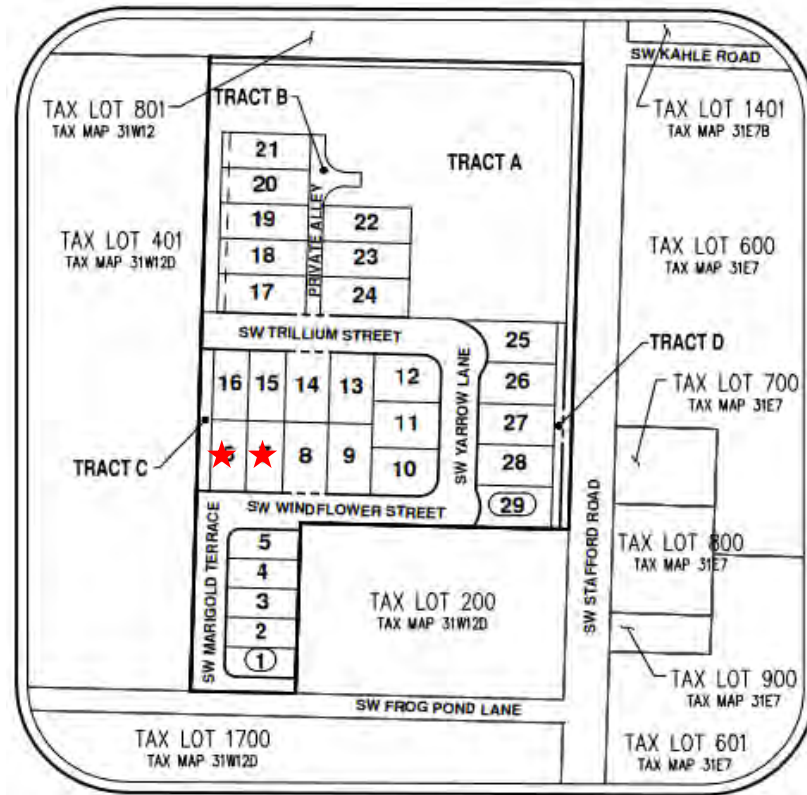 SW KAHLE ROAD
TAX LOT 801
TAX MAP 31W12
TRACT B
TAX LOT 1401
TAX MAP 31E7B
TRACT A
21
20
19
18
17
PRIVATE ALLEY
22
23
24
TAX LOT 401
TAX MAP 31W12D
TAX LOT 600
TAX MAP 31E7
SW TRILLIUM STREET
25
26
27
28
29
TRACT D
SW YARROW LANE
TAX LOT 700
TAX MAP 31E7
16
15
14
13
12
11
10
8
9
TRACT C
SW WINDFLOWER STREET
SW MARIGOLD TERRACE
5
4
3
2
1
TAX LOT 200
TAX MAP 31W12D
SW STAFFORD ROAD
TAX LOT 800
TAX MAP 31E7
TAX LOT 900
TAX MAP 31E7
SW FROG POND LANE
TAX LOT 1700
TAX MAP 31W12D
TAX LOT 601
TAX MAP 31E7